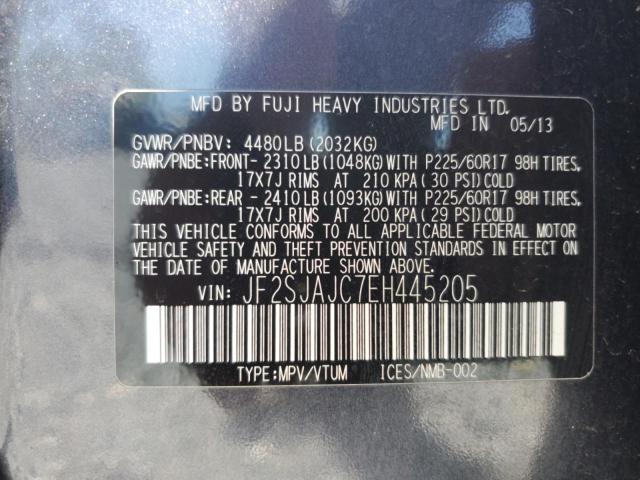 MFD BY FUJI HEAVY INDUSTRIES LTD.
MFD IN 05/13
GVWR/PNBV: 4480LB(2032KG)
GAWR/PNBE:FRONT- 2310LB(1048KG)WITH P225/60R17 98H TIRES,
17X7J RIMS AT 210 KPA(30 PSI)COLD
GAWR/PNBE:REAR - 2410LB(1093KG)WITH P225/60R17 98H TIRES,
17X7J RIMS AT 200 KPA(29 PSI)COLD
THIS VEHICLE CONFORMS TO ALL APPLICABLE FEDERAL MOTOR
VEHICLE SAFETY AND THEFT PREVENTION STANDARDS IN EFFECT ON
THE DATE OF MANUFACTURE SHOWN ABOVE.
VIN: JF2SJAJC7EH445205
TYPE:MPV/VTUM ICES/NMB-002